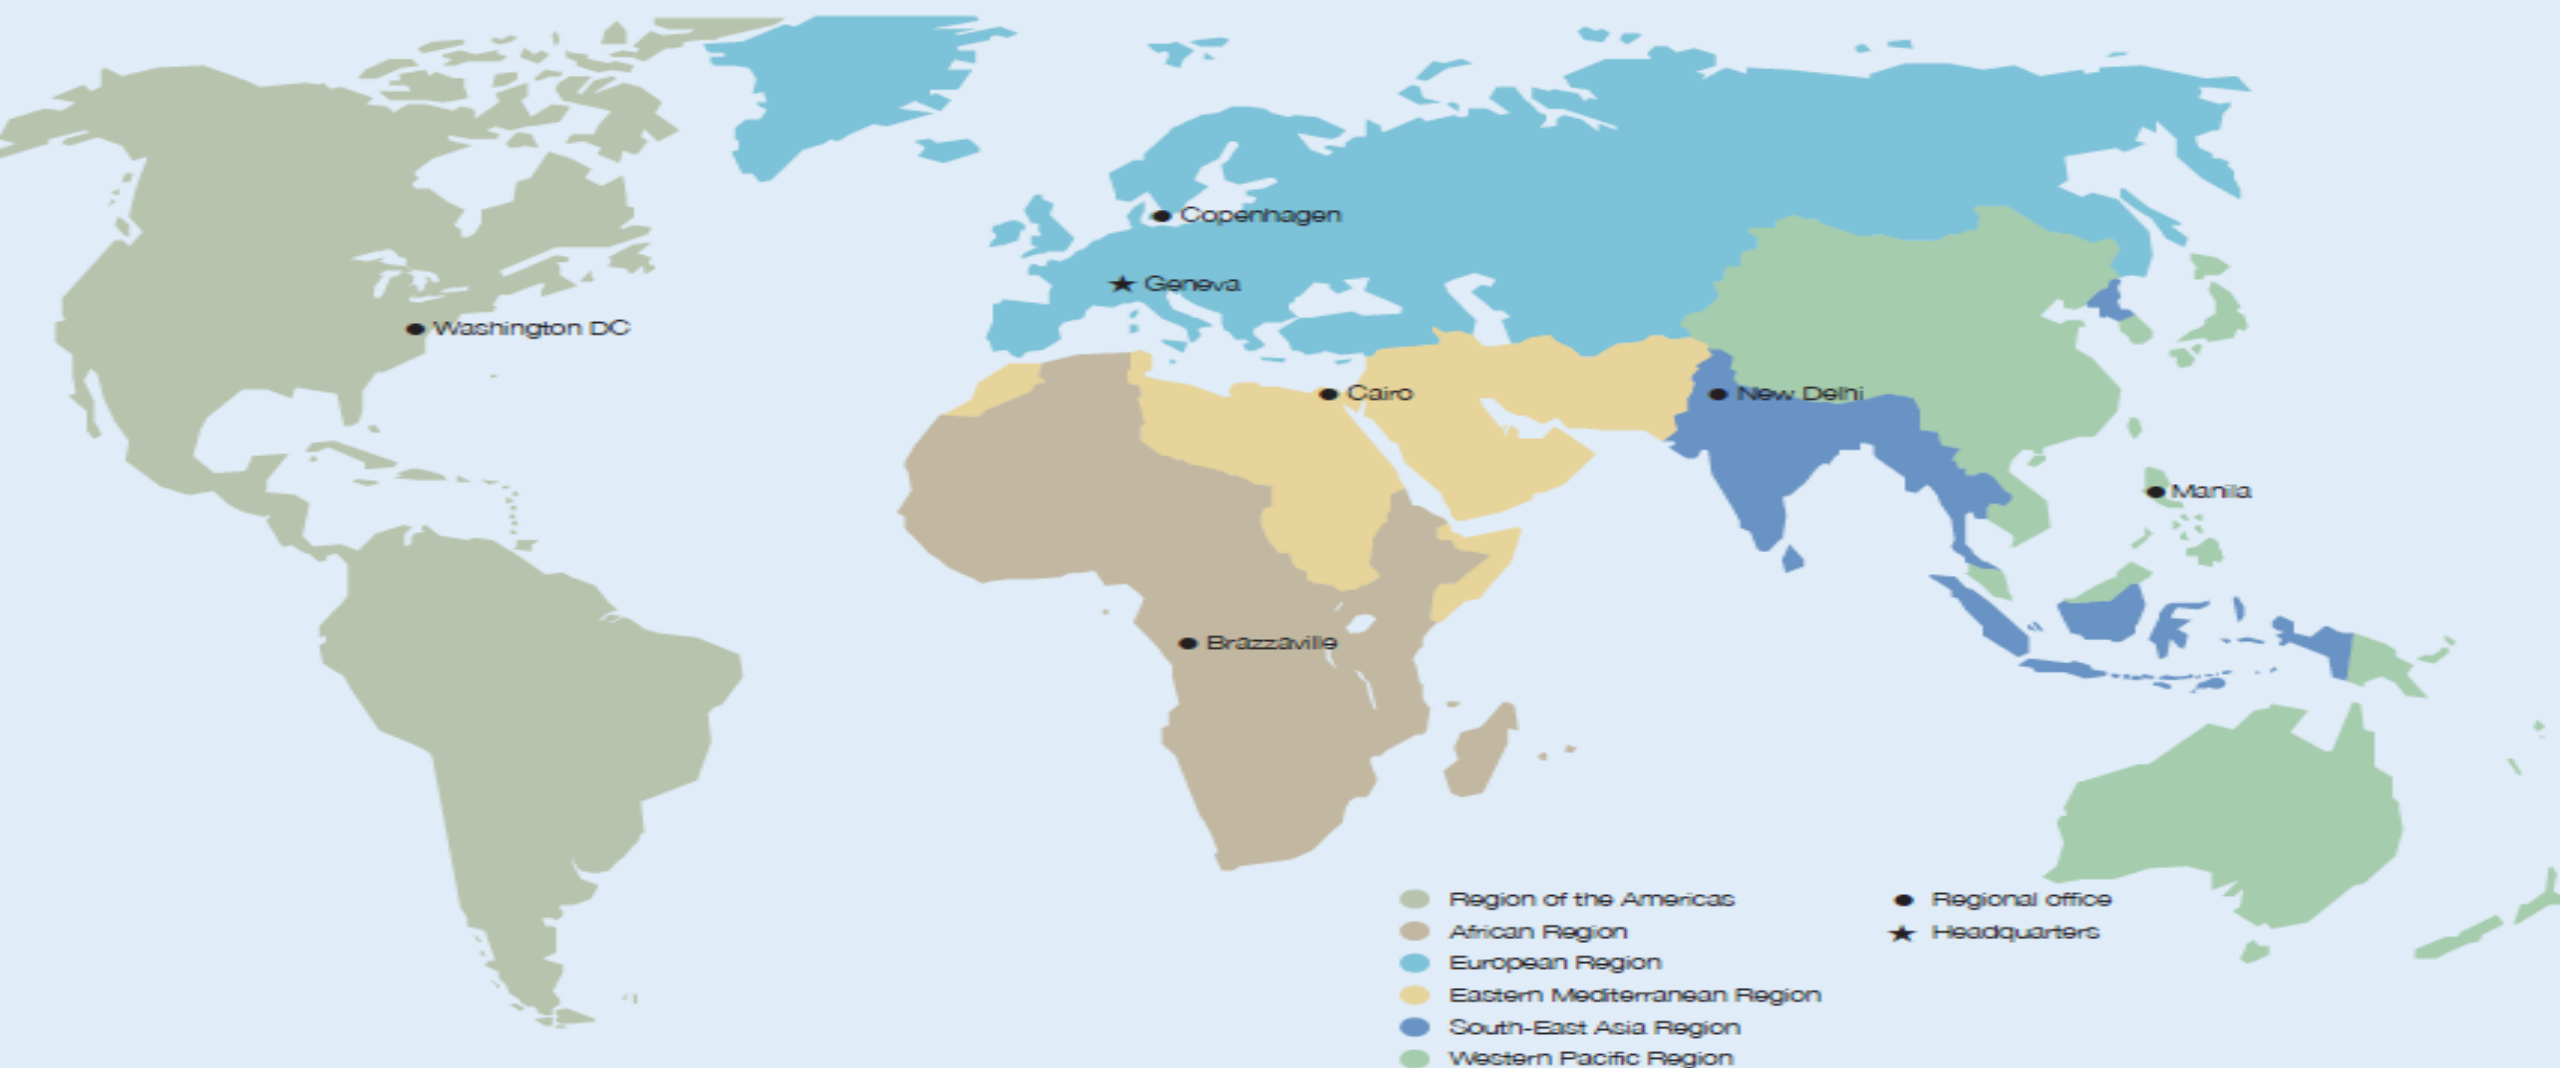 Copenhagen
Geneva
Washington DC
Cairo
New Delhi
Manila
Brazzaville
Region of the Americas
African Region
European Region
Eastern Mediterranean Region
South-East Asia Region
Western Pacific Region
Regional office
Headquarters